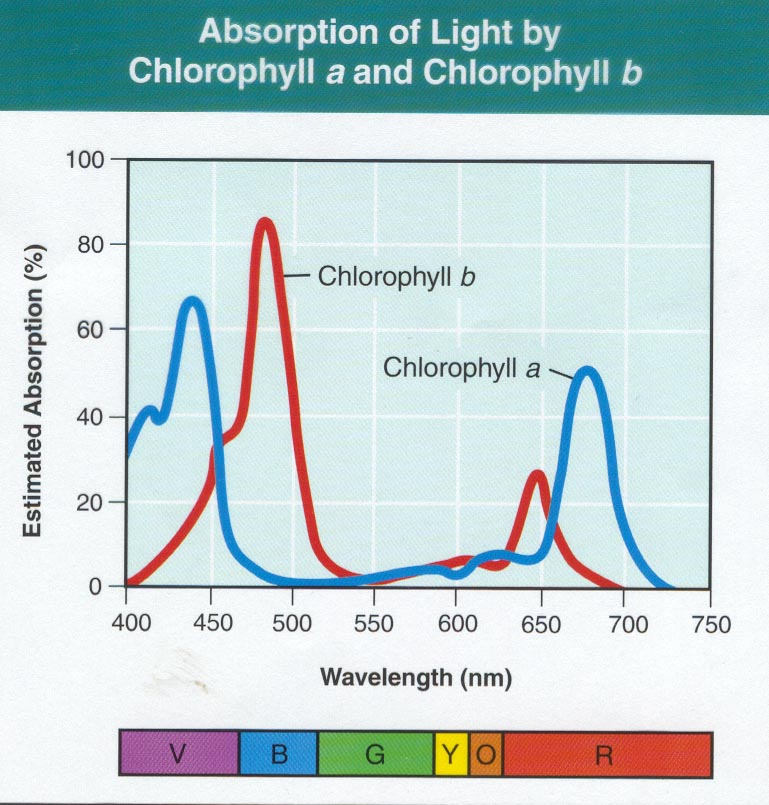 Absorption of Light by
Chlorophyll a and Chlorophyll b
100
80
60
40
20
0
Estimated Absorption (%)
Chlorophyll b
Chlorophyll a
400 450 500 550 600 650 700 750
Wavelength (nm)
V B G Y O R